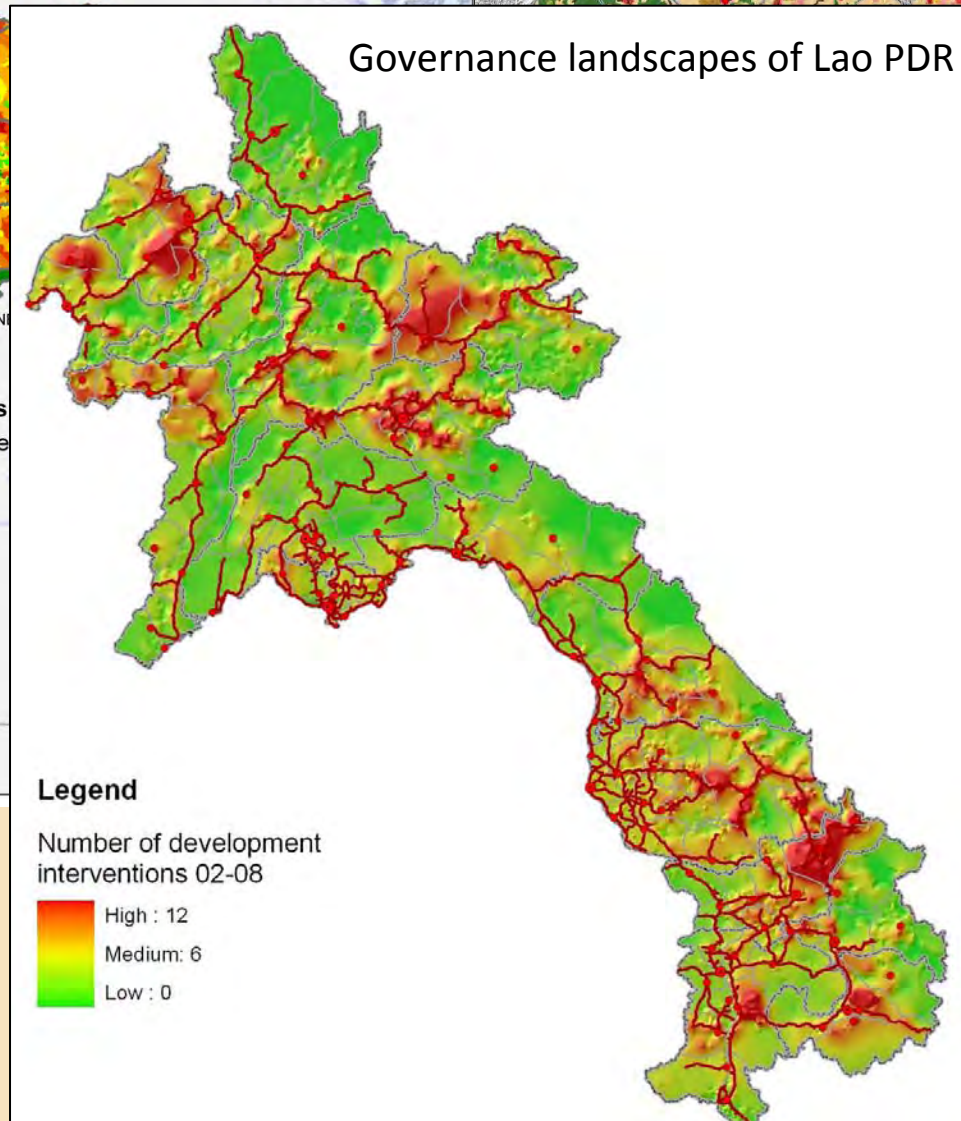 Governance landscapes of Lao PDR
Legend
Number of development
interventions 02-08
High : 12
Medium: 6
Low : 0